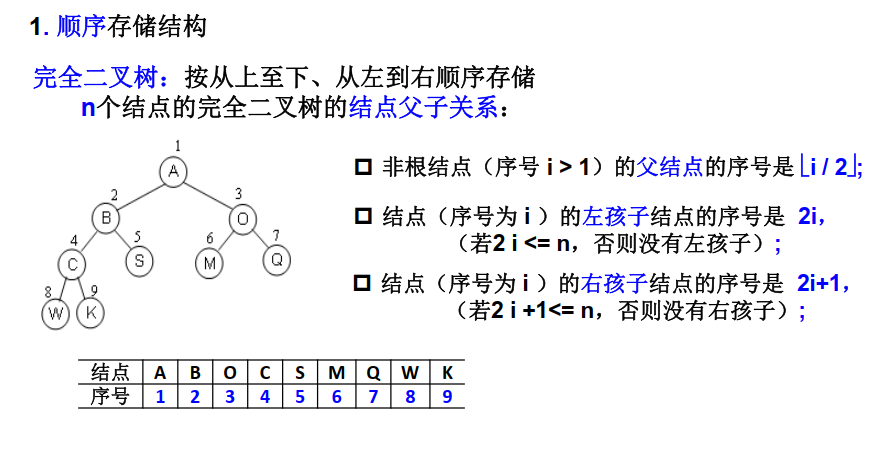 1. 顺序存储结构
完全二叉树：按从上至下、从左到右顺序存储
n个结点的完全二叉树的结点父子关系：
1
A
2
3
B
O
4
5
6
7
C
S
M
Q
8
9
W
K
非根结点（序号 i > 1）的父结点的序号是⌊i / 2⌋;
结点（序号为 i ）的左孩子结点的序号是 2i，
（若2 i <= n，否则没有左孩子）;
结点（序号为 i ）的右孩子结点的序号是 2i+1，
（若2 i +1<= n，否则没有右孩子）;
结点 A B O C S M Q W K
序号 1 2 3 4 5 6 7 8 9